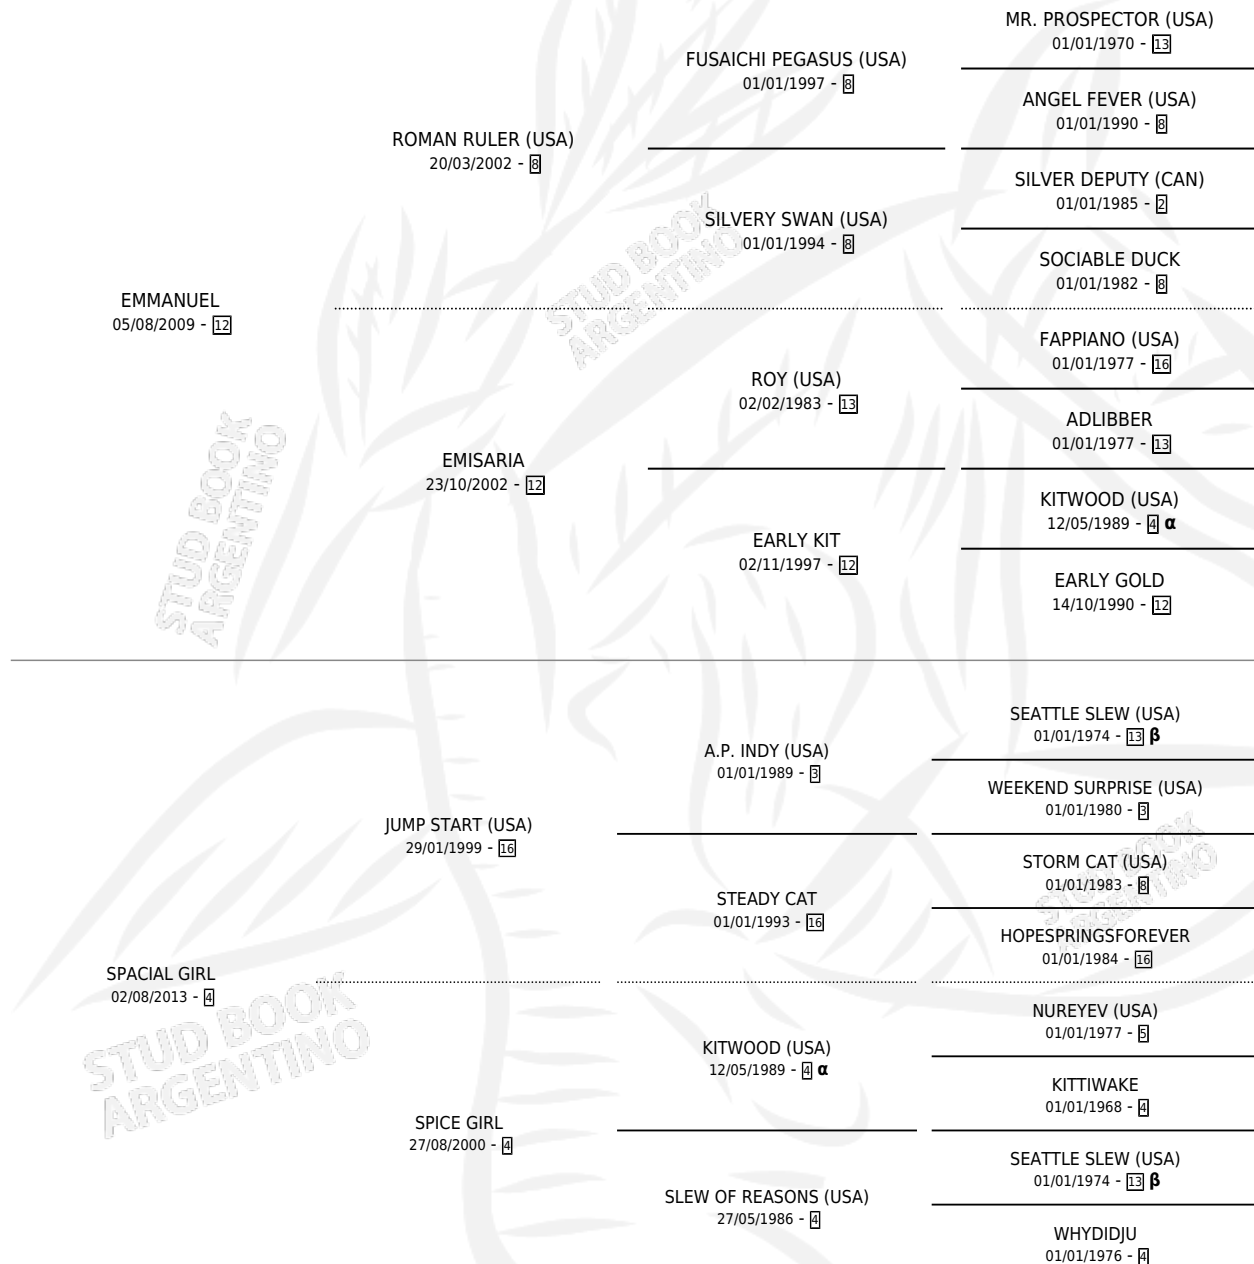 MR. PROSPECTOR (USA)
01/01/1970 - 13
FUSAICHI PEGASUS (USA)
01/01/1997 - 8
ANGEL FEVER (USA)
01/01/1990 - 8
ROMAN RULER (USA)
20/03/2002 - 8
SILVER DEPUTY (CAN)
01/01/1985 - 2
SILVERY SWAN (USA)
01/01/1994 - 8
SOCIABLE DUCK
01/01/1982 - 8
EMMANUEL
05/08/2009 - 12
FAPPIANO (USA)
01/01/1977 - 16
ROY (USA)
02/02/1983 - 13
ADLIBBER
01/01/1977 - 13
EMISARIA
23/10/2002 - 12
KITWOOD (USA)
12/05/1989 - 4 α
EARLY KIT
02/11/1997 - 12
EARLY GOLD
14/10/1990 - 12
SEATTLE SLEW (USA)
01/01/1974 - 13 β
A.P. INDY (USA)
01/01/1989 - 3
WEEKEND SURPRISE (USA)
01/01/1980 - 3
JUMP START (USA)
29/01/1999 - 16
STORM CAT (USA)
01/01/1983 - 8
STEADY CAT
01/01/1993 - 16
HOPESPRINGSFOREVER
01/01/1984 - 16
SPACIAL GIRL
02/08/2013 - 4
NUREYEV (USA)
01/01/1977 - 5
KITWOOD (USA)
12/05/1989 - 4 α
KITTIWAKE
01/01/1968 - 4
SPICE GIRL
27/08/2000 - 4
SEATTLE SLEW (USA)
01/01/1974 - 13 β
SLEW OF REASONS (USA)
27/05/1986 - 4
WHYDIDJU
01/01/1976 - 4
STUD BOOK
ARGENTINO
STUD BOOK
ARGENTINO
STUD BOOK
ARGENTINO
STUD BOOK
ARGENTINO